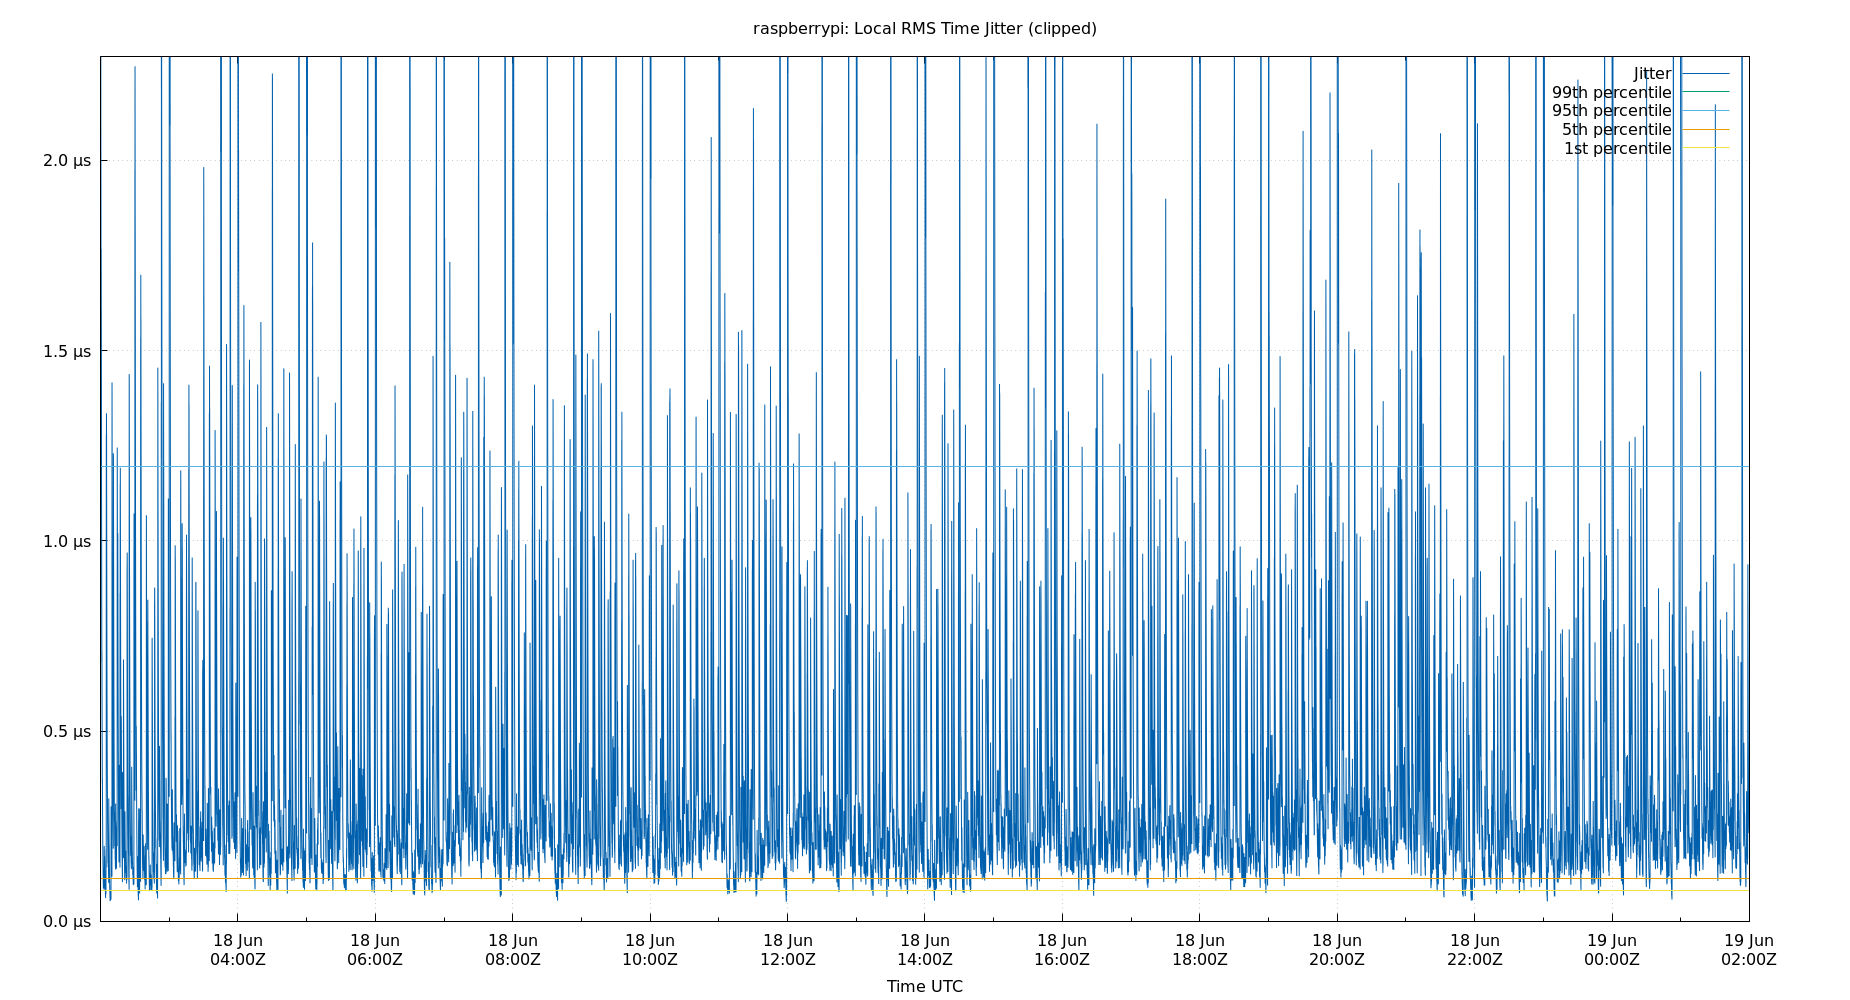 raspberrypi: Local RMS Time Jitter (clipped)
Jitter
99th percentile
95th percentile
5th percentile
1st percentile
2.0 µs
1.5 µs
1.0 µs
0.5 µs
0.0 µs
18 Jun 18 Jun 18 Jun 18 Jun 18 Jun 18 Jun 18 Jun 18 Jun 18 Jun 18 Jun 19 Jun 19 Jun
04:00Z 06:00Z 08:00Z 10:00Z 12:00Z 14:00Z 16:00Z 18:00Z 20:00Z 22:00Z 00:00Z 02:00Z
Time UTC